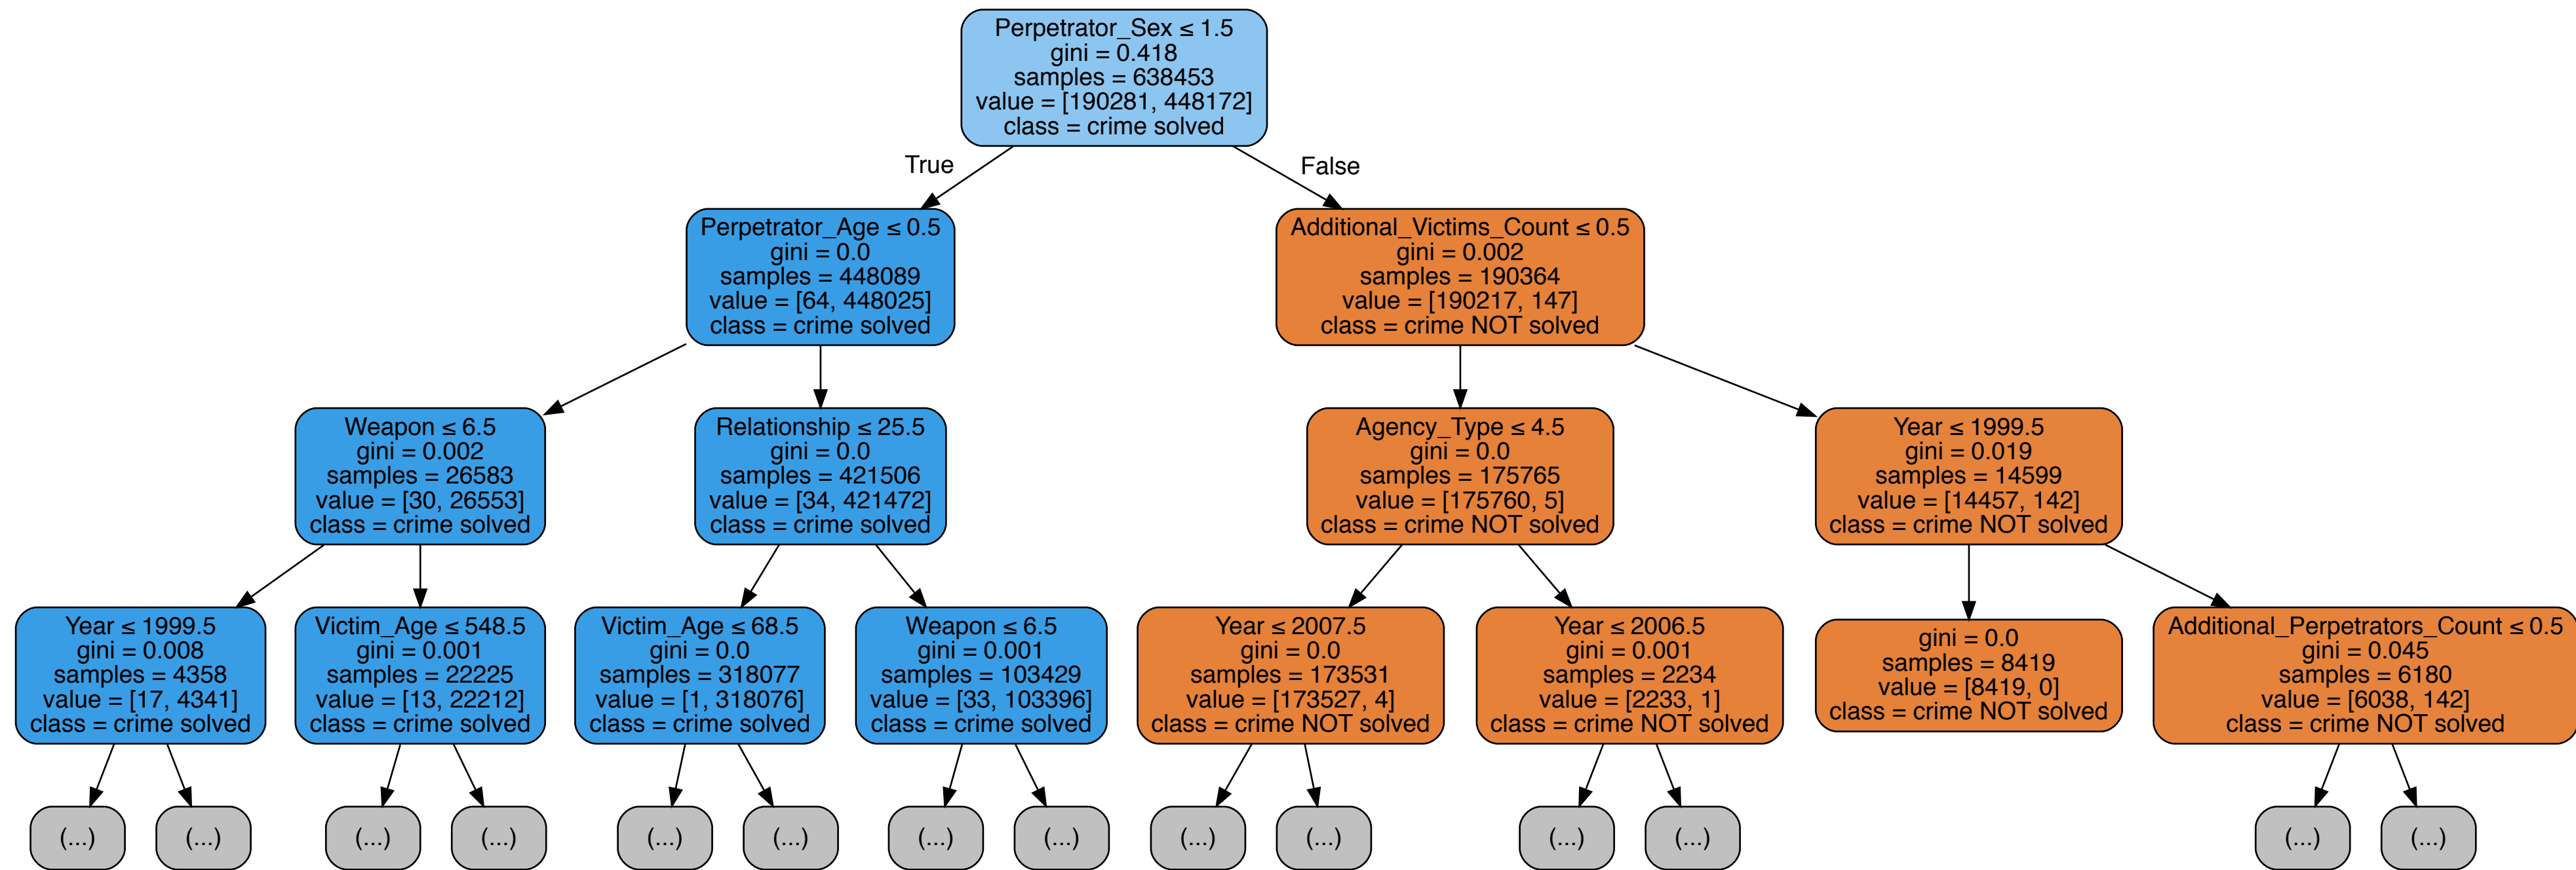 Perpetrator_Sex ≤ 1.5
gini = 0.418
samples = 638453
value = [190281, 448172]
class = crime solved
True
False
Perpetrator_Age ≤ 0.5
gini = 0.0
samples = 448089
value = [64, 448025]
class = crime solved
Additional_Victims_Count ≤ 0.5
gini = 0.002
samples = 190364
value = [190217, 147]
class = crime NOT solved
Weapon ≤ 6.5
gini = 0.002
samples = 26583
value = [30, 26553]
class = crime solved
Relationship ≤ 25.5
gini = 0.0
samples = 421506
value = [34, 421472]
class = crime solved
Agency_Type ≤ 4.5
gini = 0.0
samples = 175765
value = [175760, 5]
class = crime NOT solved
Year ≤ 1999.5
gini = 0.019
samples = 14599
value = [14457, 142]
class = crime NOT solved
Year ≤ 1999.5
gini = 0.008
samples = 4358
value = [17, 4341]
class = crime solved
Victim_Age ≤ 548.5
gini = 0.001
samples = 22225
value = [13, 22212]
class = crime solved
Victim_Age ≤ 68.5
gini = 0.0
samples = 318077
value = [1, 318076]
class = crime solved
Weapon ≤ 6.5
gini = 0.001
samples = 103429
value = [33, 103396]
class = crime solved
Year ≤ 2007.5
gini = 0.0
samples = 173531
value = [173527, 4]
class = crime NOT solved
Year ≤ 2006.5
gini = 0.001
samples = 2234
value = [2233, 1]
class = crime NOT solved
gini = 0.0
samples = 8419
value = [8419, 0]
class = crime NOT solved
Additional_Perpetrators_Count ≤ 0.5
gini = 0.045
samples = 6180
value = [6038, 142]
class = crime NOT solved
(...)
(...)
(...)
(...)
(...)
(...)
(...)
(...)
(...)
(...)
(...)
(...)
(...)
(...)